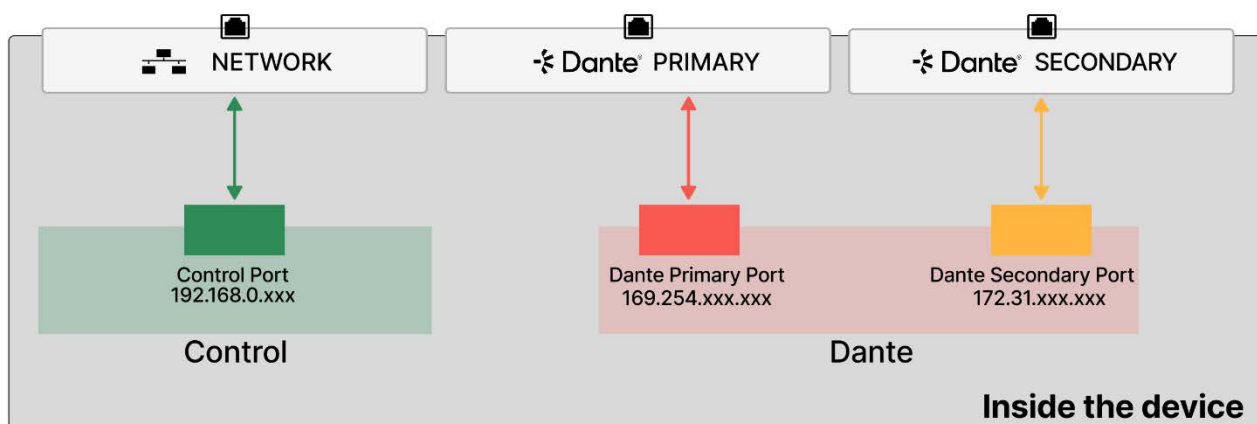 NETWORK
Dante® PRIMARY
Dante® SECONDARY
Control Port
192.168.0.xxx
Dante Primary Port
169.254.xxx.xxx
Dante Secondary Port
172.31.xxx.xxx
Control
Dante
Inside the device